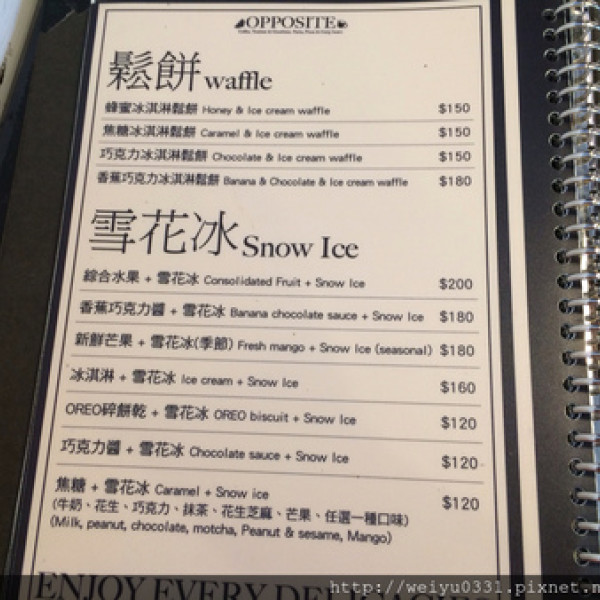 OPPOSITE
鬆餅 waffle
蜂蜜冰淇淋鬆餅 Honey & Ice cream waffle $150
焦糖冰淇淋鬆餅 Caramel & Ice cream waffle $150
巧克力冰淇淋鬆餅 Chocolate & Ice cream waffle $150
香蕉巧克力冰淇淋鬆餅 Banana & Chocolate & Ice cream waffle $180
雪花冰 Snow Ice
綜合水果 + 雪花冰 Consolidated Fruit + Snow Ice $200
香蕉巧克力醬 + 雪花冰 Banana chocolate sauce + Snow Ice $180
新鮮芒果 + 雪花冰(季節) Fresh mango + Snow Ice (seasonal) $180
冰淇淋 + 雪花冰 Ice cream + Snow Ice $160
OREO碎餅乾 + 雪花冰 OREO biscuit + Snow Ice $120
巧克力醬 + 雪花冰 Chocolate sauce + Snow Ice $120
焦糖 + 雪花冰 Caramel + Snow ice $120
(牛奶、花生、巧克力、抹茶、花生芝麻、芒果、任選一種口味)
(Milk, peanut, chocolate, motcha, Peanut & sesame, Mango)
ENJOY EVERY
http://weiyu0331.pixnet.n